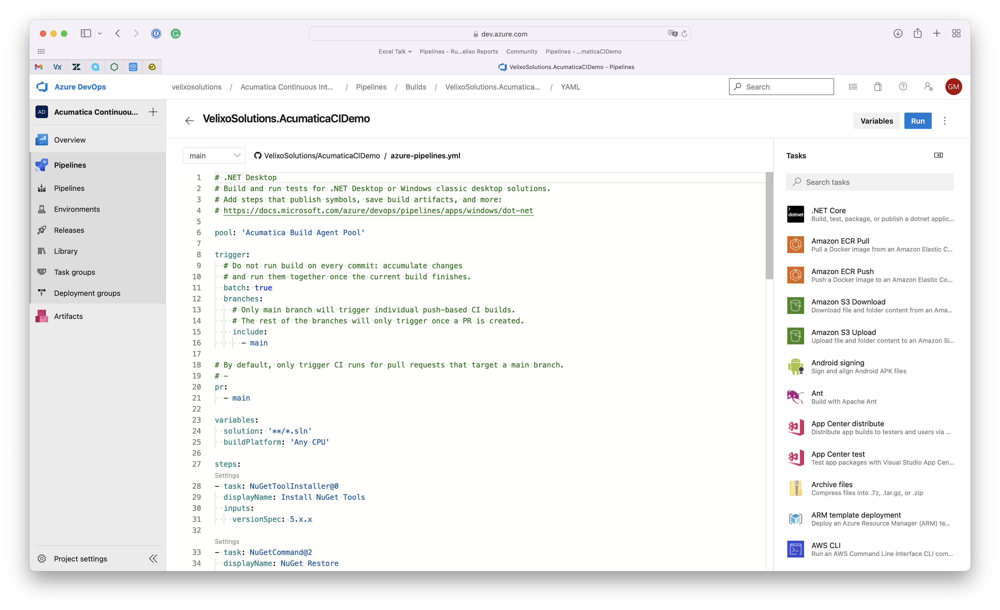 dev.azure.com
Excel Talk
Pipelines - Ru...elixo Reports
Community
Pipelines - ...maticaCIDemo
Vx
VelixoSolutions.AcumaticaCIDemo - Pipelines
Azure DevOps
velixosolutions / Acumatica Continuous Int... / Pipelines / Builds / VelixoSolutions.Acumatica... / YAML
Search
GM
AD
Acumatica Continuou...
Overview
Pipelines
Pipelines
Environments
Releases
Library
Task groups
Deployment groups
Artifacts
Project settings
VelixoSolutions.AcumaticaCIDemo
Variables
Run
main
VelixoSolutions/AcumaticaCIDemo / azure-pipelines.yml
1 # .NET Desktop
2 # Build and run tests for .NET Desktop or Windows classic desktop solutions.
3 # Add steps that publish symbols, save build artifacts, and more:
4 # https://docs.microsoft.com/azure/devops/pipelines/apps/windows/dot-net
5
6 pool: 'Acumatica Build Agent Pool'
7
8 trigger:
9 # Do not run build on every commit: accumulate changes
10 # and run them together once the current build finishes.
11 batch: true
12 branches:
13 # Only main branch will trigger individual push-based CI builds.
14 # The rest of the branches will only trigger once a PR is created.
15 include:
16 - main
17
18 # By default, only trigger CI runs for pull requests that target a main branch.
19 # -
20 pr:
21 - main
22
23 variables:
24 solution: '**/*.sln'
25 buildPlatform: 'Any CPU'
26
27 steps:
Settings
28 - task: NuGetToolInstaller@0
29 displayName: Install NuGet Tools
30 inputs:
31 versionSpec: 5.x.x
32
Settings
33 - task: NuGetCommand@2
34 displayName: NuGet Restore
Tasks
Search tasks
dotnet
.NET Core
Build, test, package, or publish a dotnet applic...
Amazon ECR Pull
Pull a Docker image from an Amazon Elastic C...
Amazon ECR Push
Push a Docker image to an Amazon Elastic Co...
Amazon S3 Download
Download file and folder content from an Ama...
Amazon S3 Upload
Upload file and folder content to an Amazon Si...
Android signing
Sign and align Android APK files
Ant
Build with Apache Ant
App Center distribute
Distribute app builds to testers and users via ...
App Center test
Test app packages with Visual Studio App Cen...
Archive files
Compress files into .7z, .tar.gz, or .zip
ARM template deployment
Deploy an Azure Resource Manager (ARM) te...
AWS CLI
Run an AWS Command Line Interface CLI com...